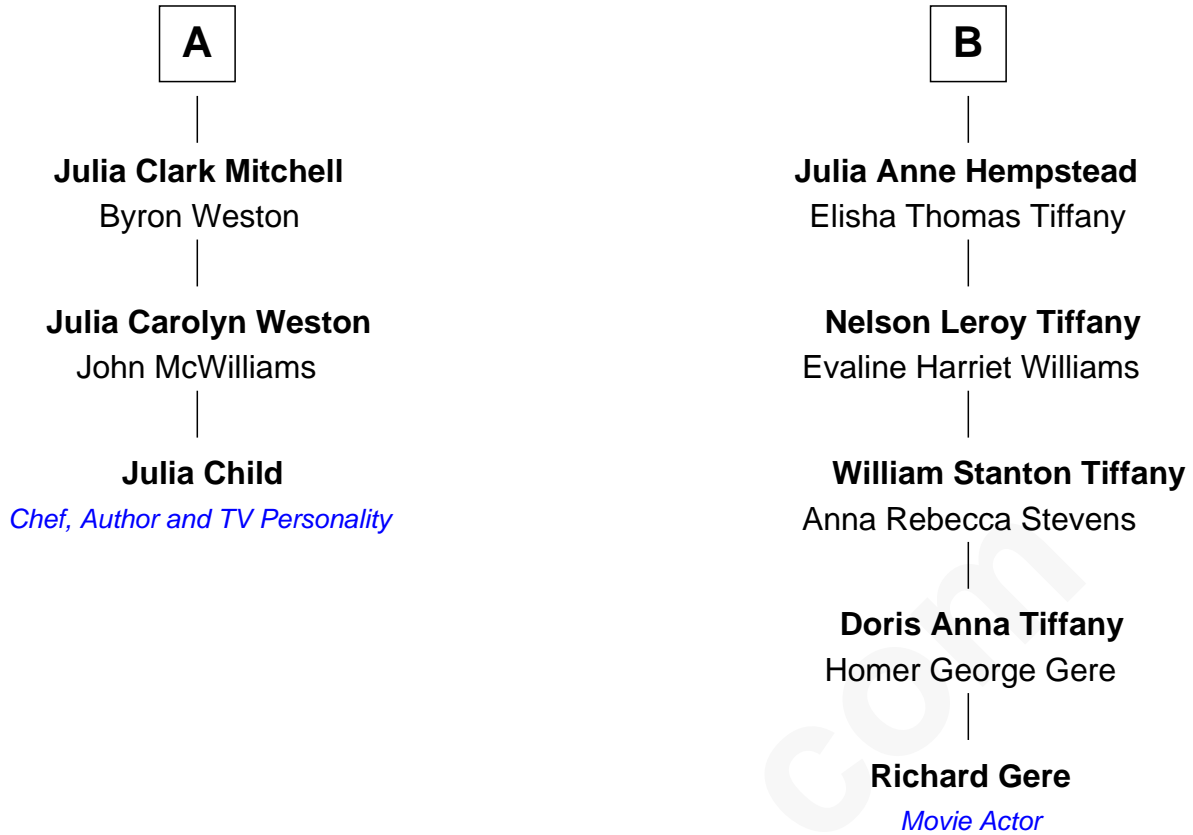 A
Julia Clark Mitchell
Byron Weston
Julia Carolyn Weston
John McWilliams
Julia Child
Chef, Author and TV Personality
B
Julia Anne Hempstead
Elisha Thomas Tiffany
Nelson Leroy Tiffany
Evaline Harriet Williams
William Stanton Tiffany
Anna Rebecca Stevens
Doris Anna Tiffany
Homer George Gere
Richard Gere
Movie Actor
com